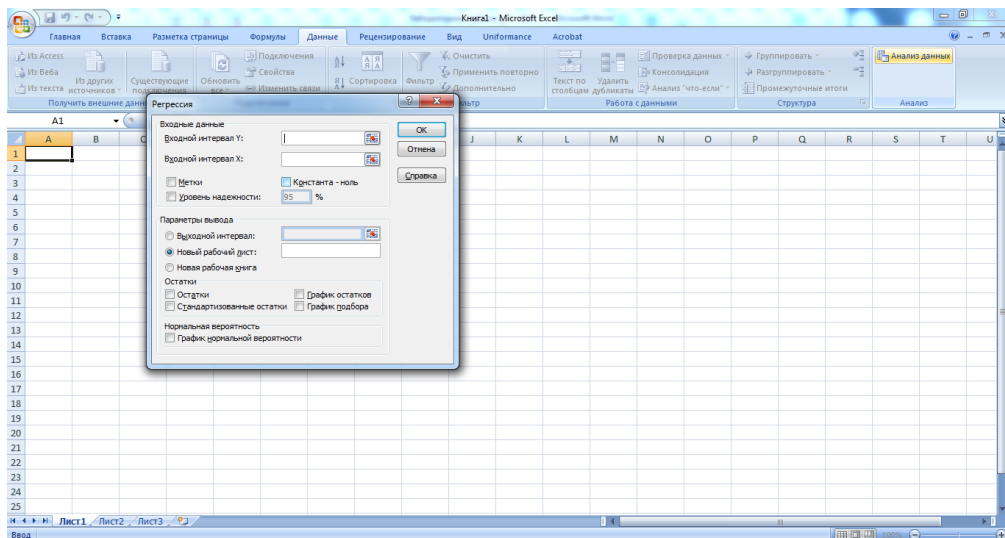 Книга1 - Microsoft Excel
Главная Вставка Разметка страницы Формулы Данные Рецензирование Вид Uniformance Acrobat
Из Access
Из Веба
Из текста
Из других источников
Существующие подключения
Обновить все
Подключения
Свойства
Изменить связи
Сортировка
Фильтр
Очистить
Применить повторно
Дополнительно
Текст по столбцам
Удалить дубликаты
Проверка данных
Консолидация
Анализ "что-если"
Группировать
Разгруппировать
Промежуточные итоги
Анализ данных
Получить внешние данн
Работа с данными
Структура
Анализ
A1
A B C J K L M N O P Q R S T U
1
2
3
4
5
6
7
8
9
10
11
12
13
14
15
16
17
18
19
20
21
22
23
24
25
Регрессия
Входные данные
Входной интервал Y:
Входной интервал X:
Метки
Константа - ноль
Уровень надежности:
95 %
OK
Отмена
Справка
Параметры вывода
Выходной интервал:
Новый рабочий лист:
Новая рабочая книга
Остатки
Остатки
График остатков
Стандартизованные остатки
График подбора
Нормальная вероятность
График нормальной вероятности
Лист1 Лист2 Лист3
Ввод
100%